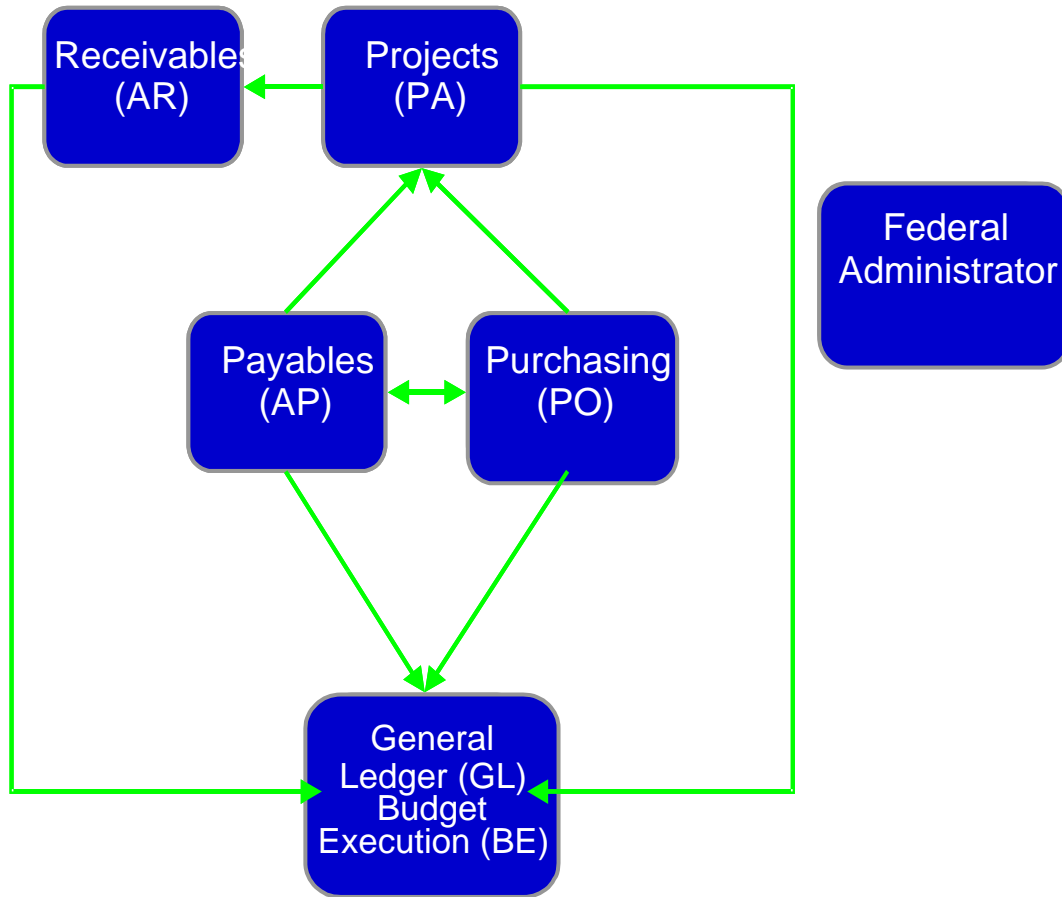 Receivables
(AR)
Projects
(PA)
Federal
Administrator
Payables
(AP)
Purchasing
(PO)
General
Ledger (GL)
Budget
Execution (BE)